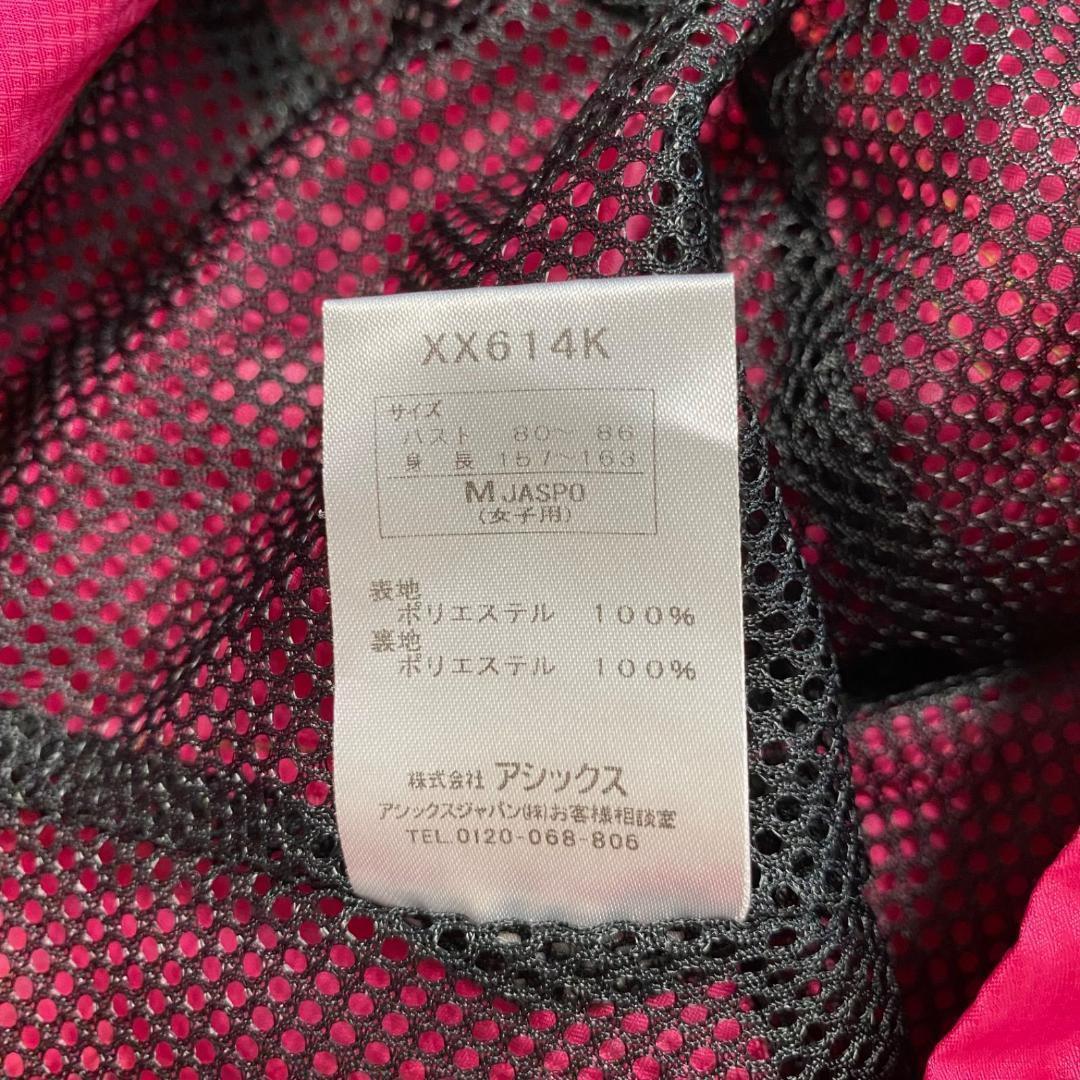 XX614K
サイズ
バスト 80～ 86
身 長 157～163
M JASPO
(女子用)
表地
ポリエステル 100%
裏地
ポリエステル 100%
株式会社 アシックス
アシックスジャパン(株)お客様相談室
TEL.0120-068-806